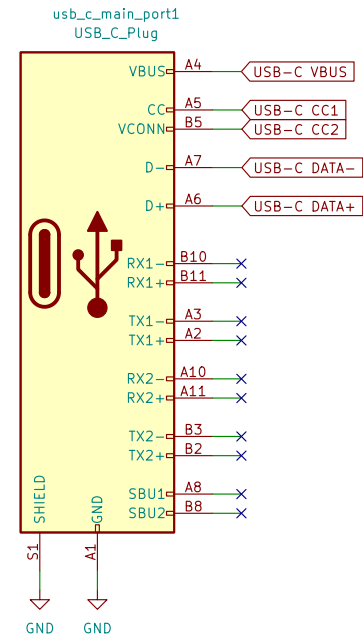 usb_c_main_port1
USB_C_Plug
VBUS A4 USB-C VBUS
CC A5 USB-C CC1
VCONN B5 USB-C CC2
D- A7 USB-C DATA-
D+ A6 USB-C DATA+
RX1- B10
RX1+ B11
TX1- A3
TX1+ A2
RX2- A10
RX2+ A11
TX2- B3
TX2+ B2
SBU1 A8
SBU2 B8
SHIELD
GND
S1
A1
GND
GND